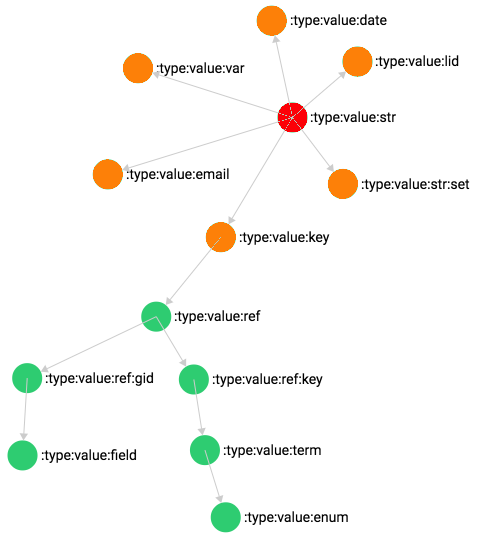 :type:value:date
:type:value:lid
:type:value:var
:type:value:str
:type:value:email
:type:value:str:set
:type:value:key
:type:value:ref
:type:value:ref:gid
:type:value:ref:key
:type:value:term
:type:value:field
:type:value:enum